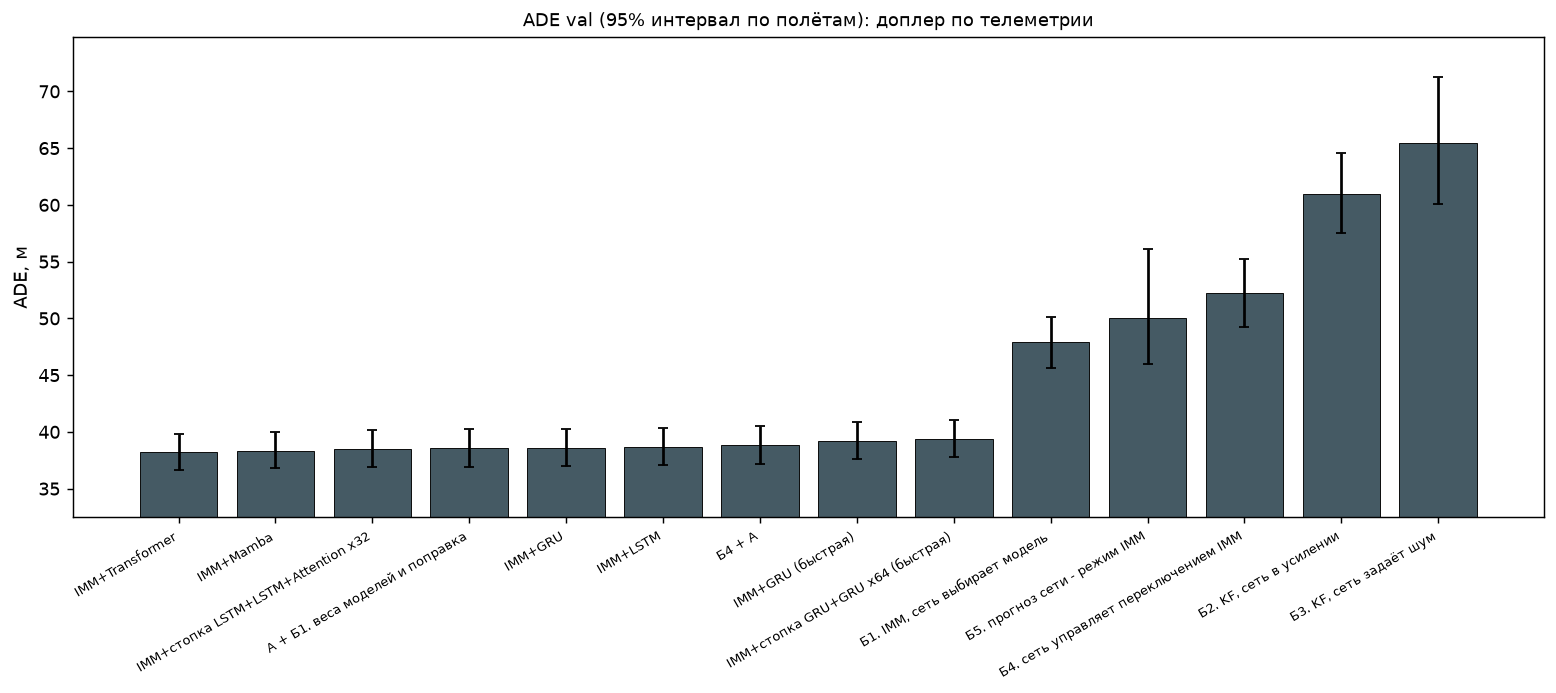 ADE val (95% интервал по полётам): доплер по телеметрии
ADE, м
70
65
60
55
50
45
40
35
IMM+Transformer
IMM+Mamba
IMM+стопка LSTM+LSTM+Attention x32
А + Б1. веса моделей и поправка
IMM+GRU
IMM+LSTM
Б4 + А
IMM+GRU (быстрая)
IMM+стопка GRU+GRU x64 (быстрая)
Б1. IMM, сеть выбирает модель
Б5. прогноз сети - режим IMM
Б4. сеть управляет переключением IMM
Б2. KF, сеть в усилении
Б3. KF, сеть задаёт шум